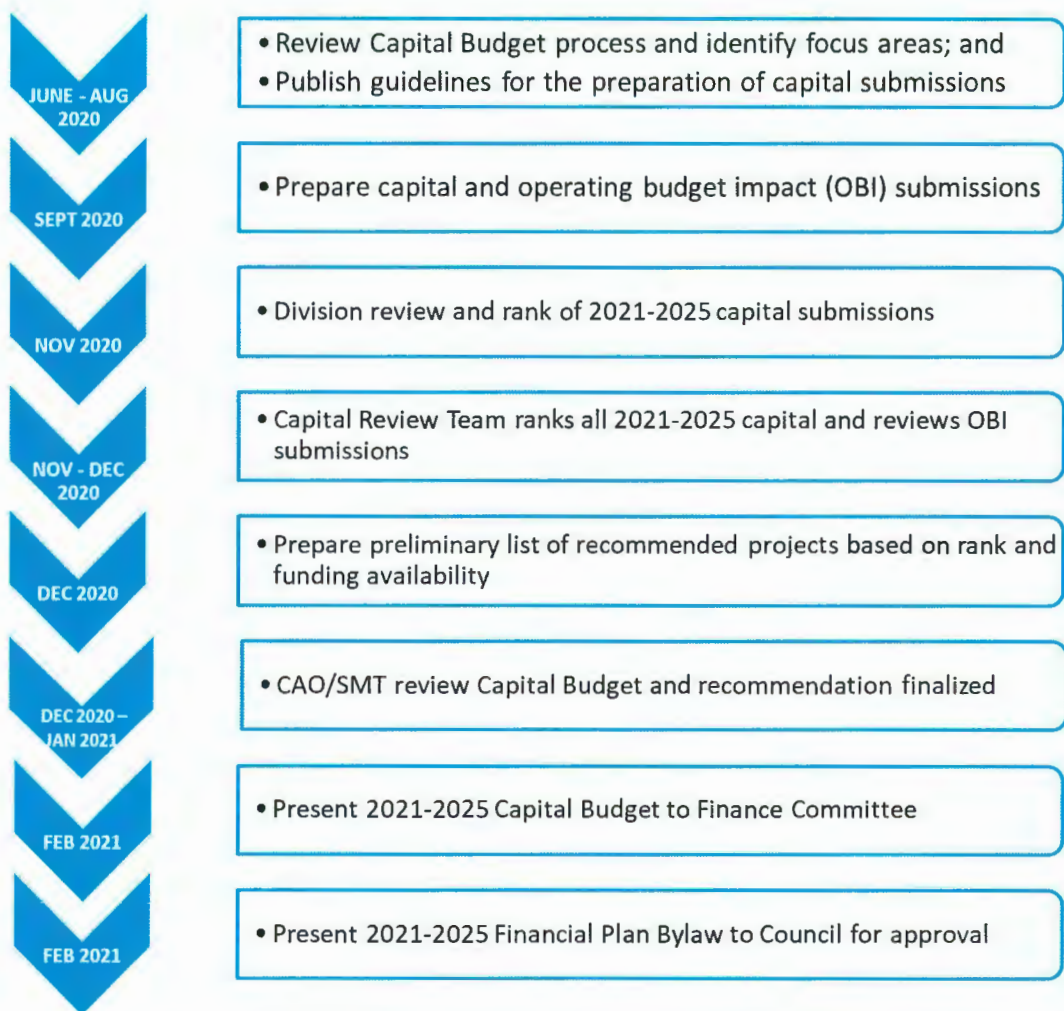 JUNE - AUG
2020
• Review Capital Budget process and identify focus areas; and
• Publish guidelines for the preparation of capital submissions
SEPT 2020
• Prepare capital and operating budget impact (OBI) submissions
NOV 2020
• Division review and rank of 2021-2025 capital submissions
NOV - DEC
2020
• Capital Review Team ranks all 2021-2025 capital and reviews OBI
submissions
DEC 2020
• Prepare preliminary list of recommended projects based on rank and
funding availability
DEC 2020 –
JAN 2021
• CAO/SMT review Capital Budget and recommendation finalized
FEB 2021
• Present 2021-2025 Capital Budget to Finance Committee
FEB 2021
• Present 2021-2025 Financial Plan Bylaw to Council for approval